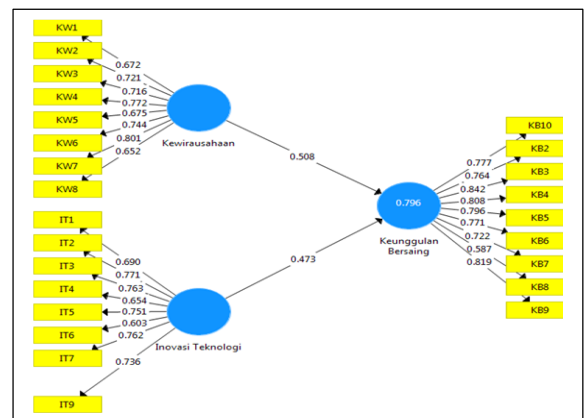 KW1
KW2
KW3
KW4
KW5
KW6
KW7
KW8
0.672
0.721
0.716
0.772
0.675
0.744
0.801
0.652
Kewirausahaan
0.508
IT1
IT2
IT3
IT4
IT5
IT6
IT7
IT9
0.690
0.771
0.763
0.654
0.751
0.603
0.762
0.736
Inovasi Teknologi
0.473
0.796
Keunggulan
Bersaing
0.777
0.764
0.842
0.808
0.796
0.771
0.722
0.587
0.819
KB10
KB2
KB3
KB4
KB5
KB6
KB7
KB8
KB9